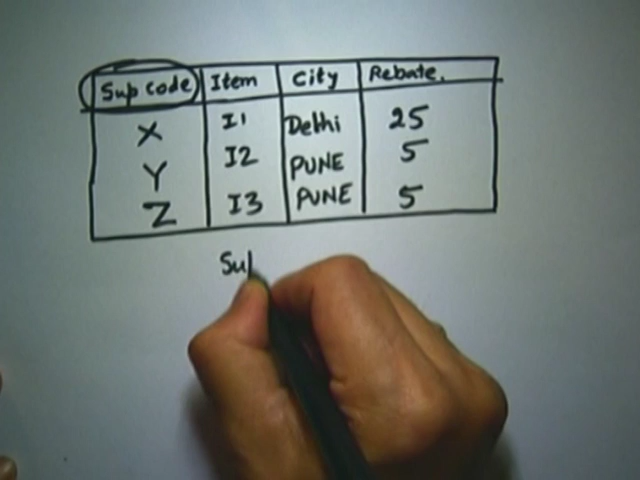 Sup code Item City Rebate.
X I1 Delhi 25
Y I2 PUNE 5
Z I3 PUNE 5
Su